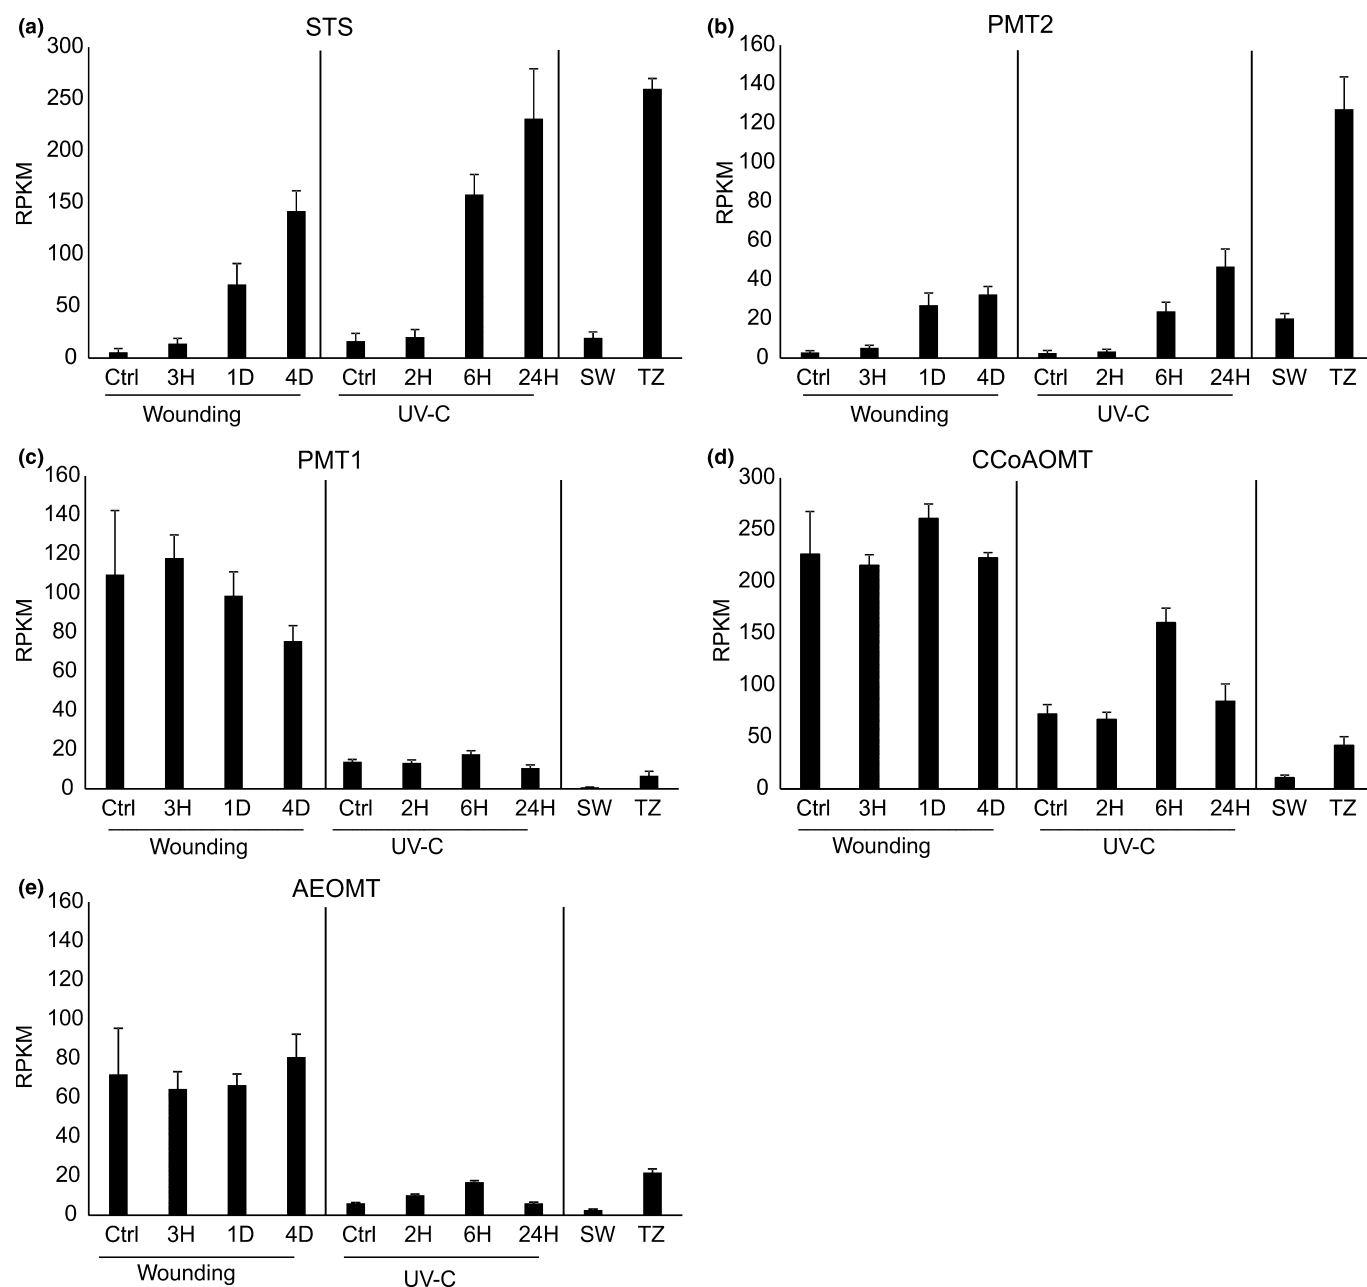 (a)
STS
300
250
200
150
100
50
0
RPKM
Ctrl 3H 1D 4D Ctrl 2H 6H 24H SW TZ
Wounding UV-C
(b)
PMT2
160
140
120
100
80
60
40
20
0
RPKM
Ctrl 3H 1D 4D Ctrl 2H 6H 24H SW TZ
Wounding UV-C
(c)
PMT1
160
140
120
100
80
60
40
20
0
RPKM
Ctrl 3H 1D 4D Ctrl 2H 6H 24H SW TZ
Wounding UV-C
(d)
CCoAOMT
300
250
200
150
100
50
0
RPKM
Ctrl 3H 1D 4D Ctrl 2H 6H 24H SW TZ
Wounding UV-C
(e)
AEOMT
160
140
120
100
80
60
40
20
0
RPKM
Ctrl 3H 1D 4D Ctrl 2H 6H 24H SW TZ
Wounding UV-C